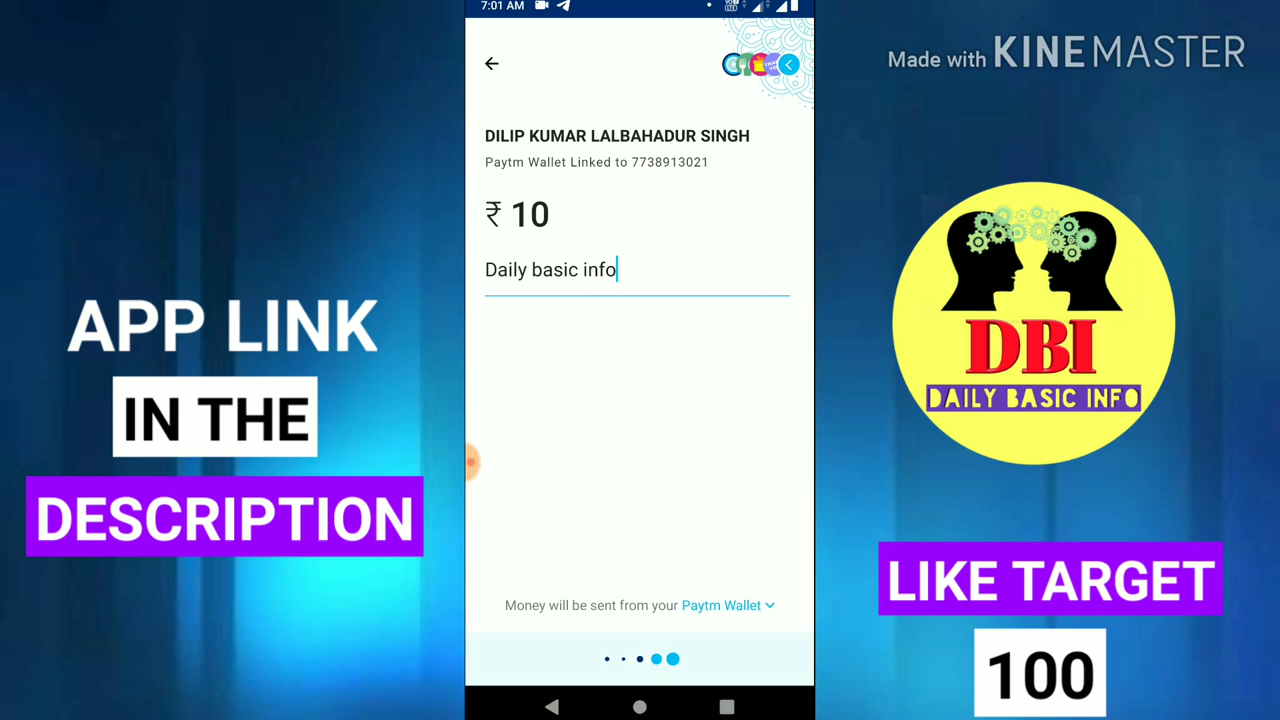 APP LINK
IN THE
DESCRIPTION
7:01 AM
DILIP KUMAR LALBAHADUR SINGH
Paytm Wallet Linked to 7738913021
₹ 10
Daily basic info
Money will be sent from your Paytm Wallet
Made with KINEMASTER
DBI
DAILY BASIC INFO
LIKE TARGET
100